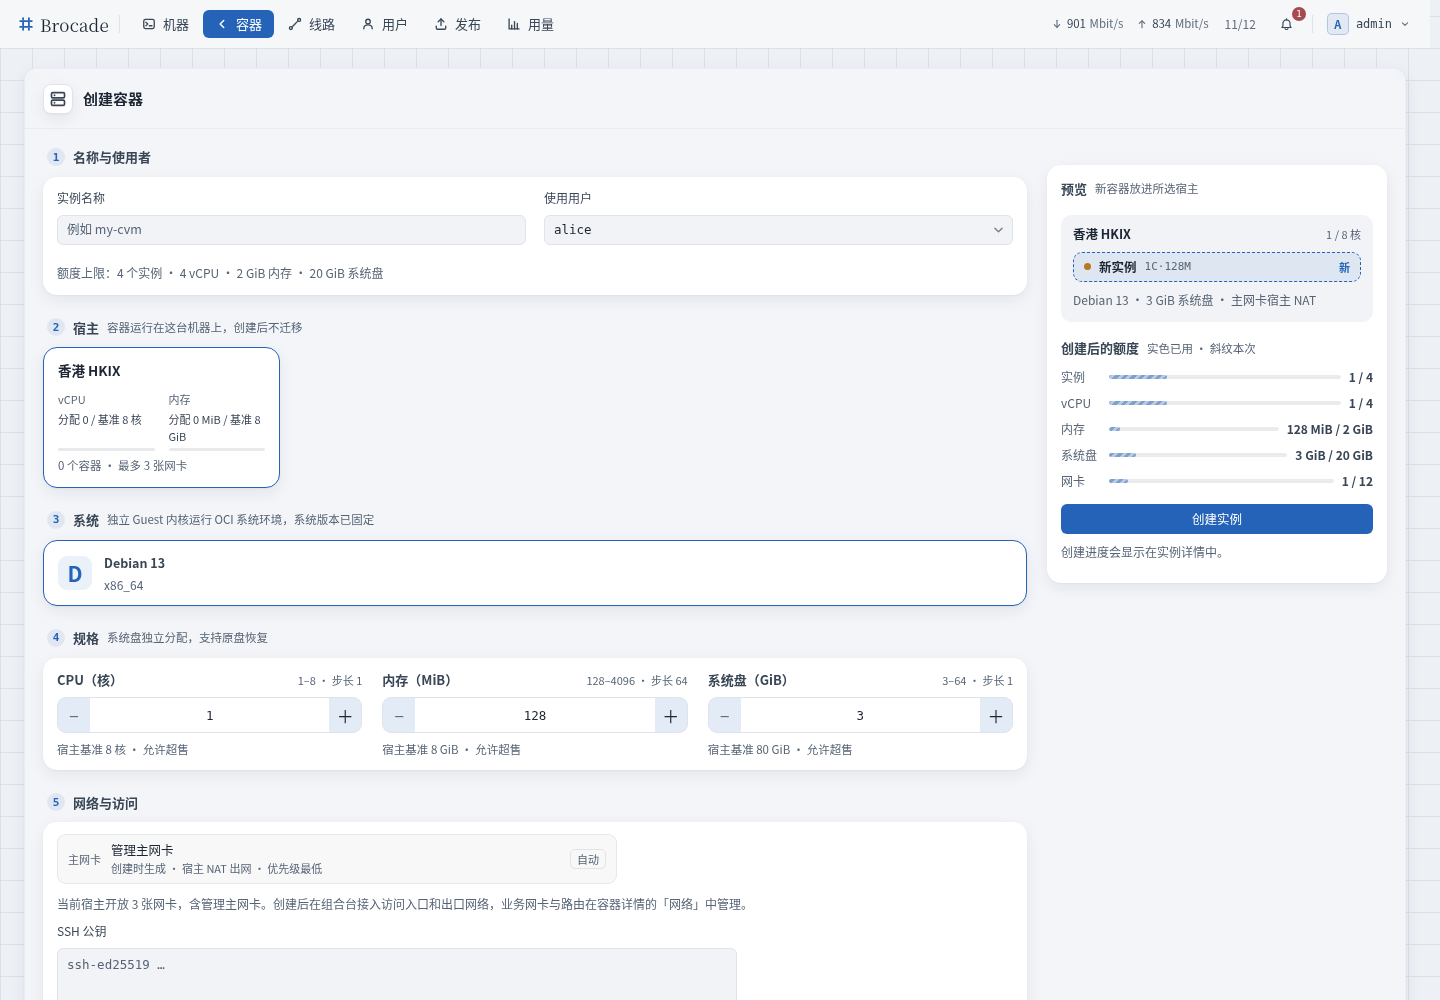 Brocade
机器
容器
线路
用户
发布
用量
↓ 901 Mbit/s
↑ 834 Mbit/s
11/12
1
A
admin
创建容器
1 名称与使用者
实例名称
例如 my-cvm
使用用户
alice
额度上限：4 个实例 • 4 vCPU • 2 GiB 内存 • 20 GiB 系统盘
2 宿主 容器运行在这台机器上，创建后不迁移
香港 HKIX
vCPU
分配 0 / 基准 8 核
内存
分配 0 MiB / 基准 8
GiB
0 个容器 • 最多 3 张网卡
3 系统 独立 Guest 内核运行 OCI 系统环境，系统版本已固定
D
Debian 13
x86_64
4 规格 系统盘独立分配，支持原盘恢复
CPU（核） 1–8 • 步长 1
− 1 +
宿主基准 8 核 • 允许超售
内存（MiB） 128–4096 • 步长 64
− 128 +
宿主基准 8 GiB • 允许超售
系统盘（GiB） 3–64 • 步长 1
− 3 +
宿主基准 80 GiB • 允许超售
5 网络与访问
主网卡
管理主网卡
创建时生成 • 宿主 NAT 出网 • 优先级最低
自动
当前宿主开放 3 张网卡，含管理主网卡。创建后在组合台接入访问入口和出口网络，业务网卡与路由在容器详情的「网络」中管理。
SSH 公钥
ssh-ed25519 …
预览 新容器放进所选宿主
香港 HKIX 1 / 8 核
新实例 1C·128M 新
Debian 13 • 3 GiB 系统盘 • 主网卡宿主 NAT
创建后的额度 实色已用 • 斜纹本次
实例 1 / 4
vCPU 1 / 4
内存 128 MiB / 2 GiB
系统盘 3 GiB / 20 GiB
网卡 1 / 12
创建实例
创建进度会显示在实例详情中。